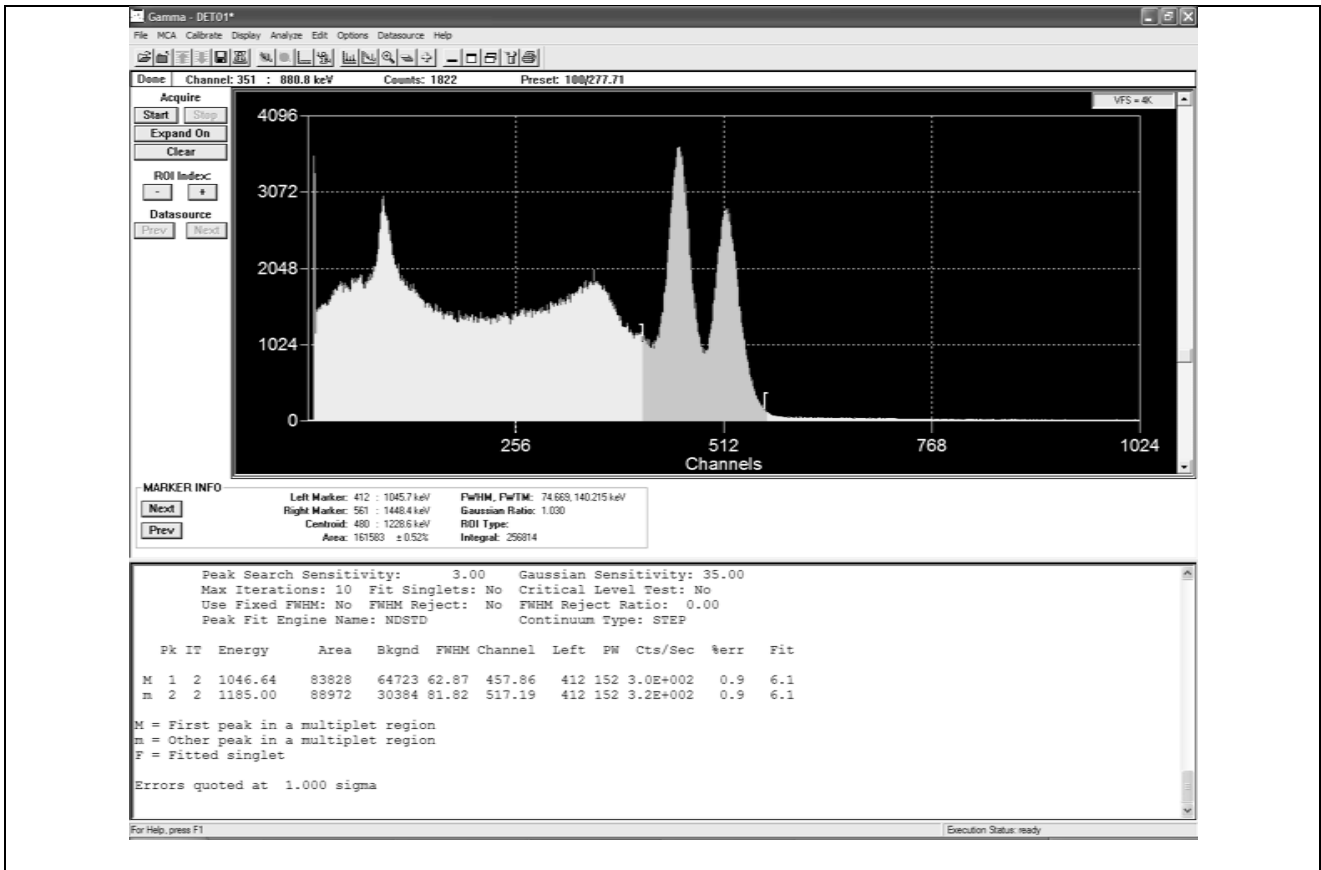 Gamma - DET01*
File MCA Calibrate Display Analyze Edit Options Datasource Help
Done Channel: 351 : 880.8 keV Counts: 1822 Preset: 100/277.71
Acquire
Start Stop
Expand On
Clear
ROI Index:
- +
Datasource
Prev Next
VFS = 4K
4096
3072
2048
1024
0
256 512 768 1024
Channels
MARKER INFO
Next
Prev
Left Marker: 412 : 1045.7 keV FWHM, FWTM: 74.669, 140.215 keV
Right Marker: 561 : 1448.4 keV Gaussian Ratio: 1.030
Centroid: 480 : 1228.6 keV ROI Type:
Area: 161583 ± 0.52% Integral: 256814
Peak Search Sensitivity: 3.00 Gaussian Sensitivity: 35.00
Max Iterations: 10 Fit Singlets: No Critical Level Test: No
Use Fixed FWHM: No FWHM Reject: No FWHM Reject Ratio: 0.00
Peak Fit Engine Name: NDSTD Continuum Type: STEP
Pk IT Energy Area Bkgnd FWHM Channel Left PW Cts/Sec %err Fit
M 1 2 1046.64 83828 64723 62.87 457.86 412 152 3.0E+002 0.9 6.1
m 2 2 1185.00 88972 30384 81.82 517.19 412 152 3.2E+002 0.9 6.1
M = First peak in a multiplet region
m = Other peak in a multiplet region
F = Fitted singlet
Errors quoted at 1.000 sigma
For Help, press F1 Execution Status: ready